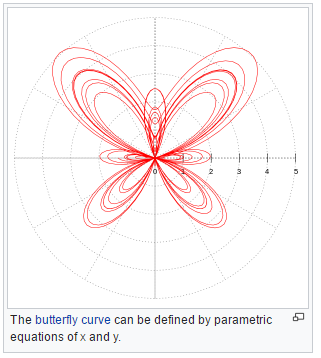 0 1 2 3 4 5
The butterfly curve can be defined by parametric
equations of x and y.